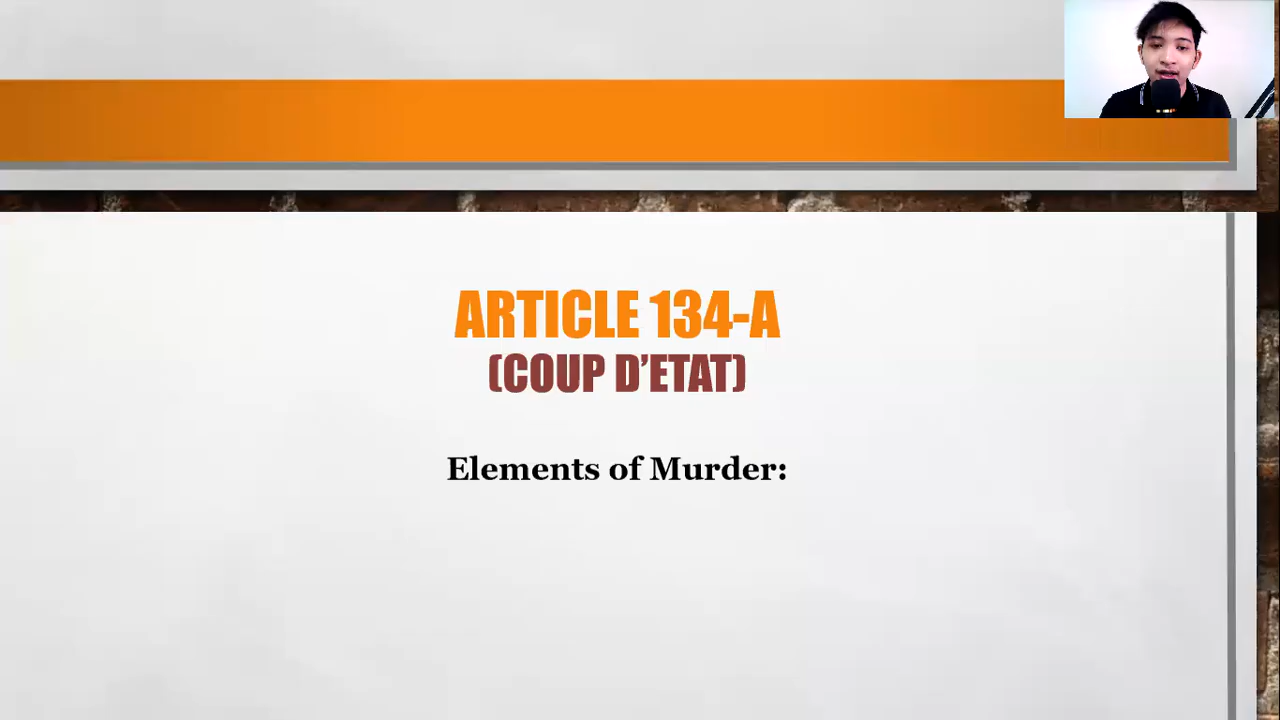 ARTICLE 134-A
(COUP D’ETAT)
Elements of Murder: